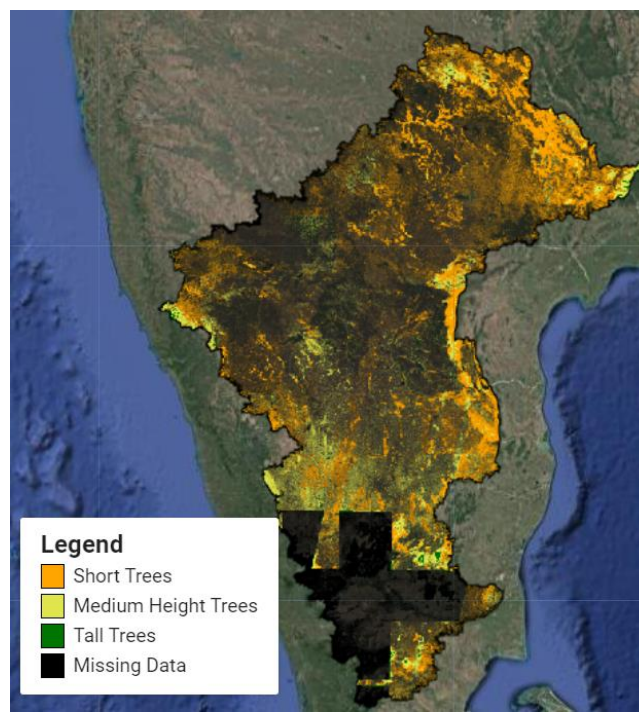 Legend
Short Trees
Medium Height Trees
Tall Trees
Missing Data